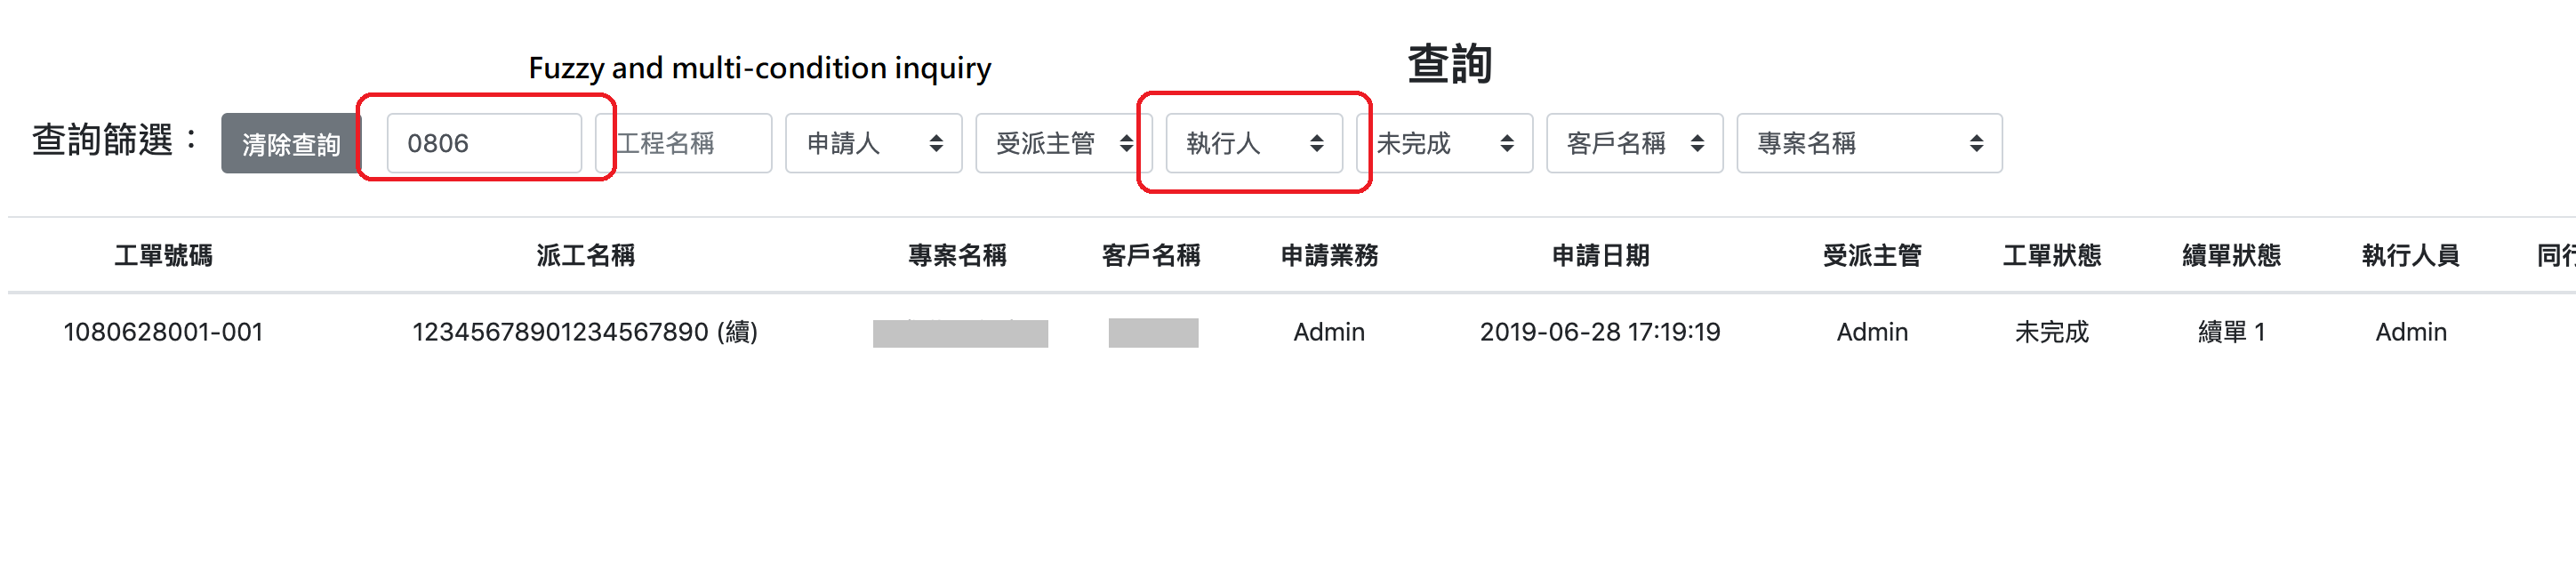 Fuzzy and multi-condition inquiry
查詢
查詢篩選： 清除查詢 0806 工程名稱 申請人 受派主管 執行人 未完成 客戶名稱 專案名稱
工單號碼 派工名稱 專案名稱 客戶名稱 申請業務 申請日期 受派主管 工單狀態 續單狀態 執行人員 同行
1080628001-001 12345678901234567890 (續) Admin 2019-06-28 17:19:19 Admin 未完成 續單 1 Admin